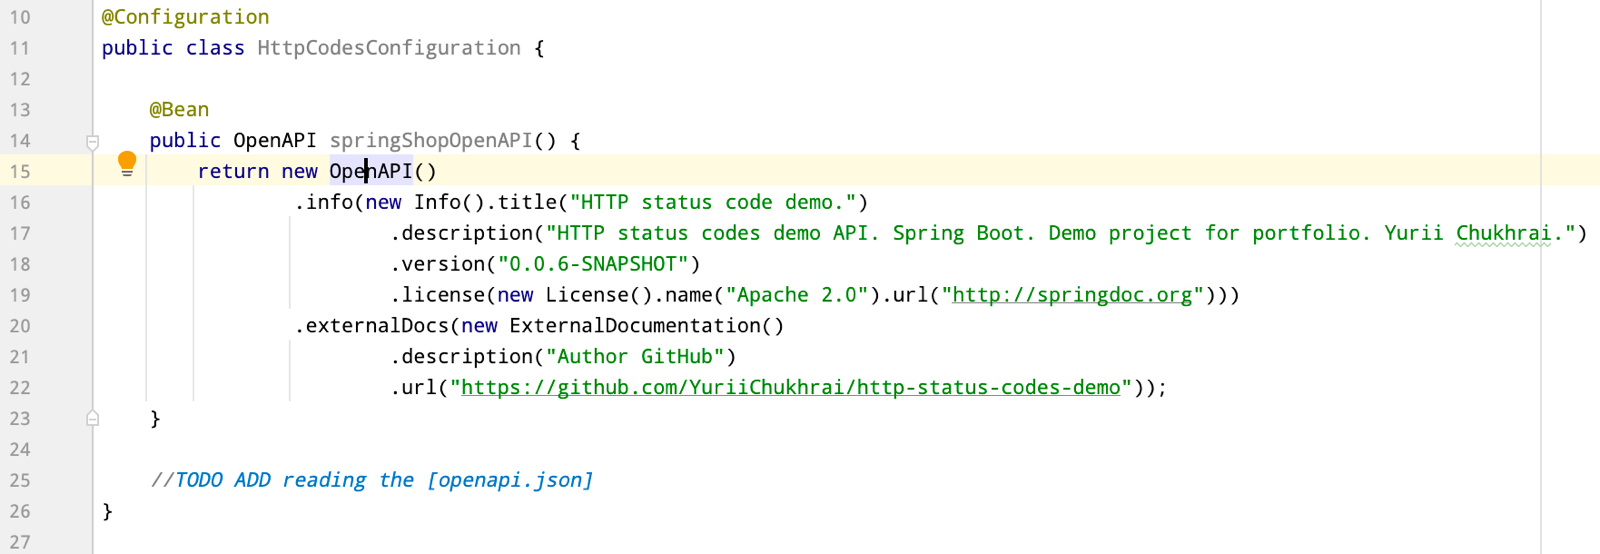 10 @Configuration
11 public class HttpCodesConfiguration {
12
13 @Bean
14 public OpenAPI springShopOpenAPI() {
15 return new OpenAPI()
16 .info(new Info().title("HTTP status code demo.")
17 .description("HTTP status codes demo API. Spring Boot. Demo project for portfolio. Yurii Chukhrai.")
18 .version("0.0.6-SNAPSHOT")
19 .license(new License().name("Apache 2.0").url("http://springdoc.org")))
20 .externalDocs(new ExternalDocumentation()
21 .description("Author GitHub")
22 .url("https://github.com/YuriiChukhrai/http-status-codes-demo"));
23 }
24
25 //TODO ADD reading the [openapi.json]
26 }
27